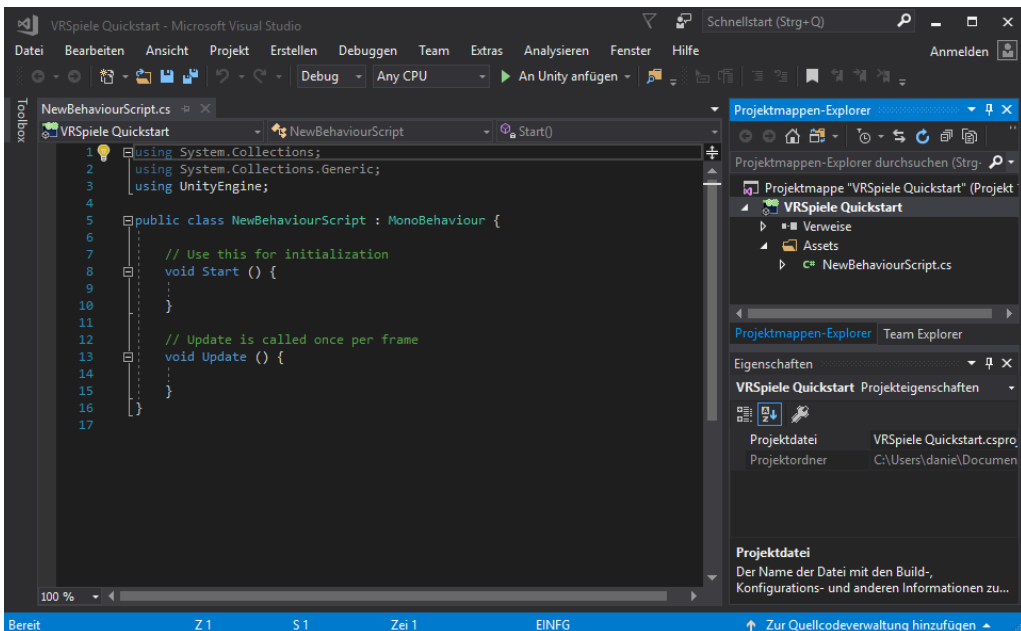 VRSpiele Quickstart - Microsoft Visual Studio
Schnellstart (Strg+Q)
Datei Bearbeiten Ansicht Projekt Erstellen Debuggen Team Extras Analysieren Fenster Hilfe
Anmelden
Debug Any CPU An Unity anfügen
Toolbox
NewBehaviourScript.cs
VRSpiele Quickstart NewBehaviourScript Start()
1 using System.Collections;
2 using System.Collections.Generic;
3 using UnityEngine;
4
5 public class NewBehaviourScript : MonoBehaviour {
6
7 // Use this for initialization
8 void Start () {
9
10 }
11
12 // Update is called once per frame
13 void Update () {
14
15 }
16 }
17
100 %
Projektmappen-Explorer
Projektmappen-Explorer durchsuchen (Strg-
Projektmappe "VRSpiele Quickstart" (Projekt
VRSpiele Quickstart
Verweise
Assets
C# NewBehaviourScript.cs
Projektmappen-Explorer Team Explorer
Eigenschaften
VRSpiele Quickstart Projekteigenschaften
Projektdatei VRSpiele Quickstart.cspro
Projektordner C:\Users\danie\Documen
Projektdatei
Der Name der Datei mit den Build-,
Konfigurations- und anderen Informationen zu...
Bereit Z 1 S 1 Zei 1 EINFG Zur Quellcodeverwaltung hinzufügen